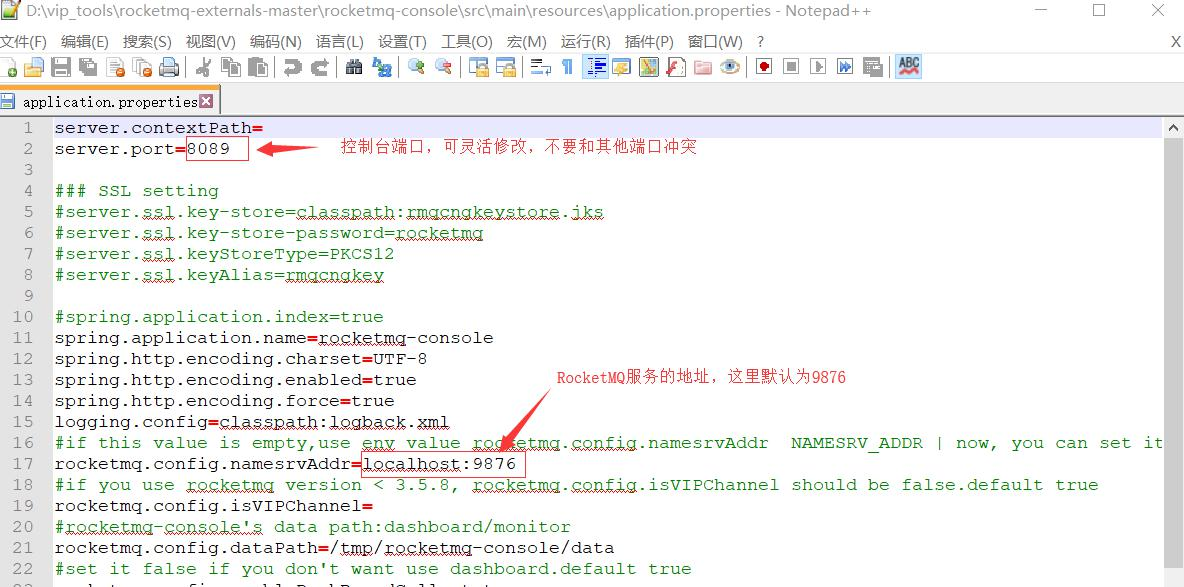 D:\vip_tools\rocketmq-externals-master\rocketmq-console\src\main\resources\application.properties - Notepad++
文件(F) 编辑(E) 搜索(S) 视图(V) 编码(N) 语言(L) 设置(T) 工具(O) 宏(M) 运行(R) 插件(P) 窗口(W) ? X
ABC
application.properties
1 server.contextPath=
2 server.port=8089 控制台端口，可灵活修改，不要和其他端口冲突
3
4 ### SSL setting
5 #server.ssl.key-store=classpath:rmqcngkeystore.jks
6 #server.ssl.key-store-password=rocketmq
7 #server.ssl.keyStoreType=PKCS12
8 #server.ssl.keyAlias=rmqcngkey
9
10 #spring.application.index=true
11 spring.application.name=rocketmq-console
12 spring.http.encoding.charset=UTF-8
13 spring.http.encoding.enabled=true
RocketMQ服务的地址，这里默认为9876
14 spring.http.encoding.force=true
15 logging.config=classpath:logback.xml
16 #if this value is empty,use env value rocketmq.config.namesrvAddr  NAMESRV_ADDR | now, you can set it
17 rocketmq.config.namesrvAddr=localhost:9876
18 #if you use rocketmq version < 3.5.8, rocketmq.config.isVIPChannel should be false.default true
19 rocketmq.config.isVIPChannel=
20 #rocketmq-console's data path:dashboard/monitor
21 rocketmq.config.dataPath=/tmp/rocketmq-console/data
22 #set it false if you don't want use dashboard.default true